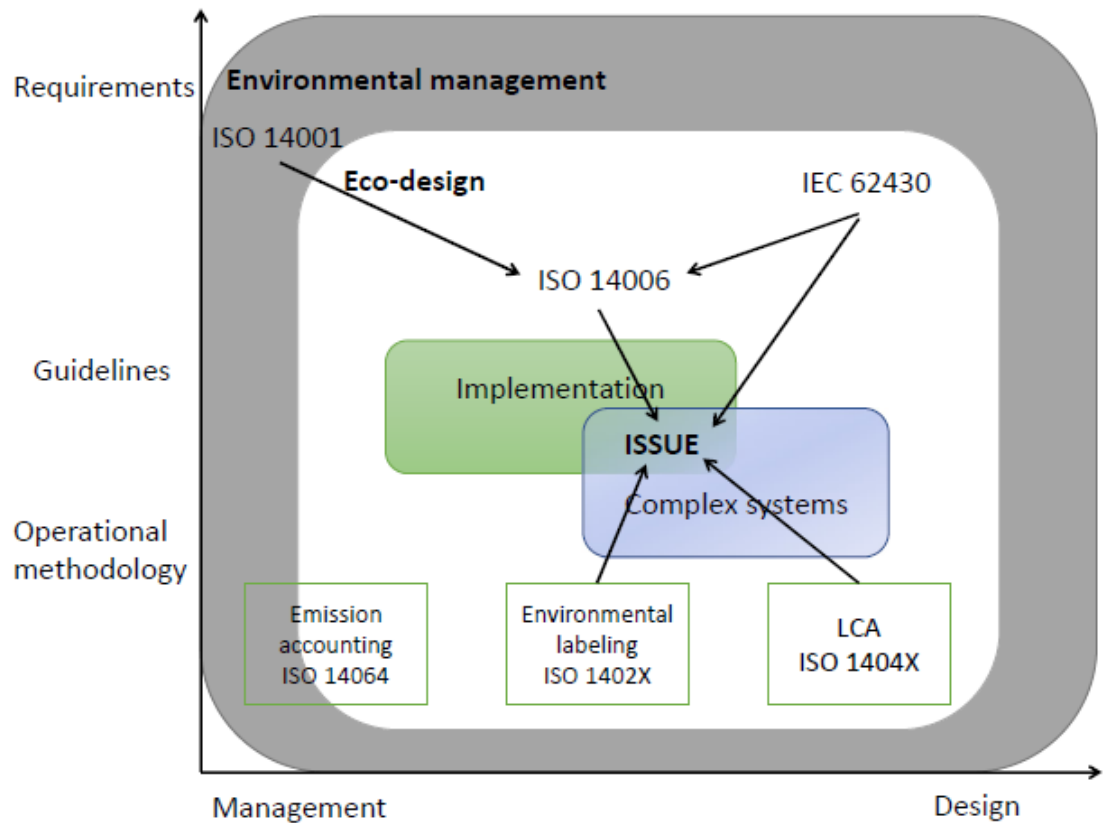 Requirements
Environmental management
ISO 14001
Eco-design
IEC 62430
ISO 14006
Guidelines
Implementation
ISSUE
Complex systems
Operational
methodology
Emission
accounting
ISO 14064
Environmental
labeling
ISO 1402X
LCA
ISO 1404X
Management
Design